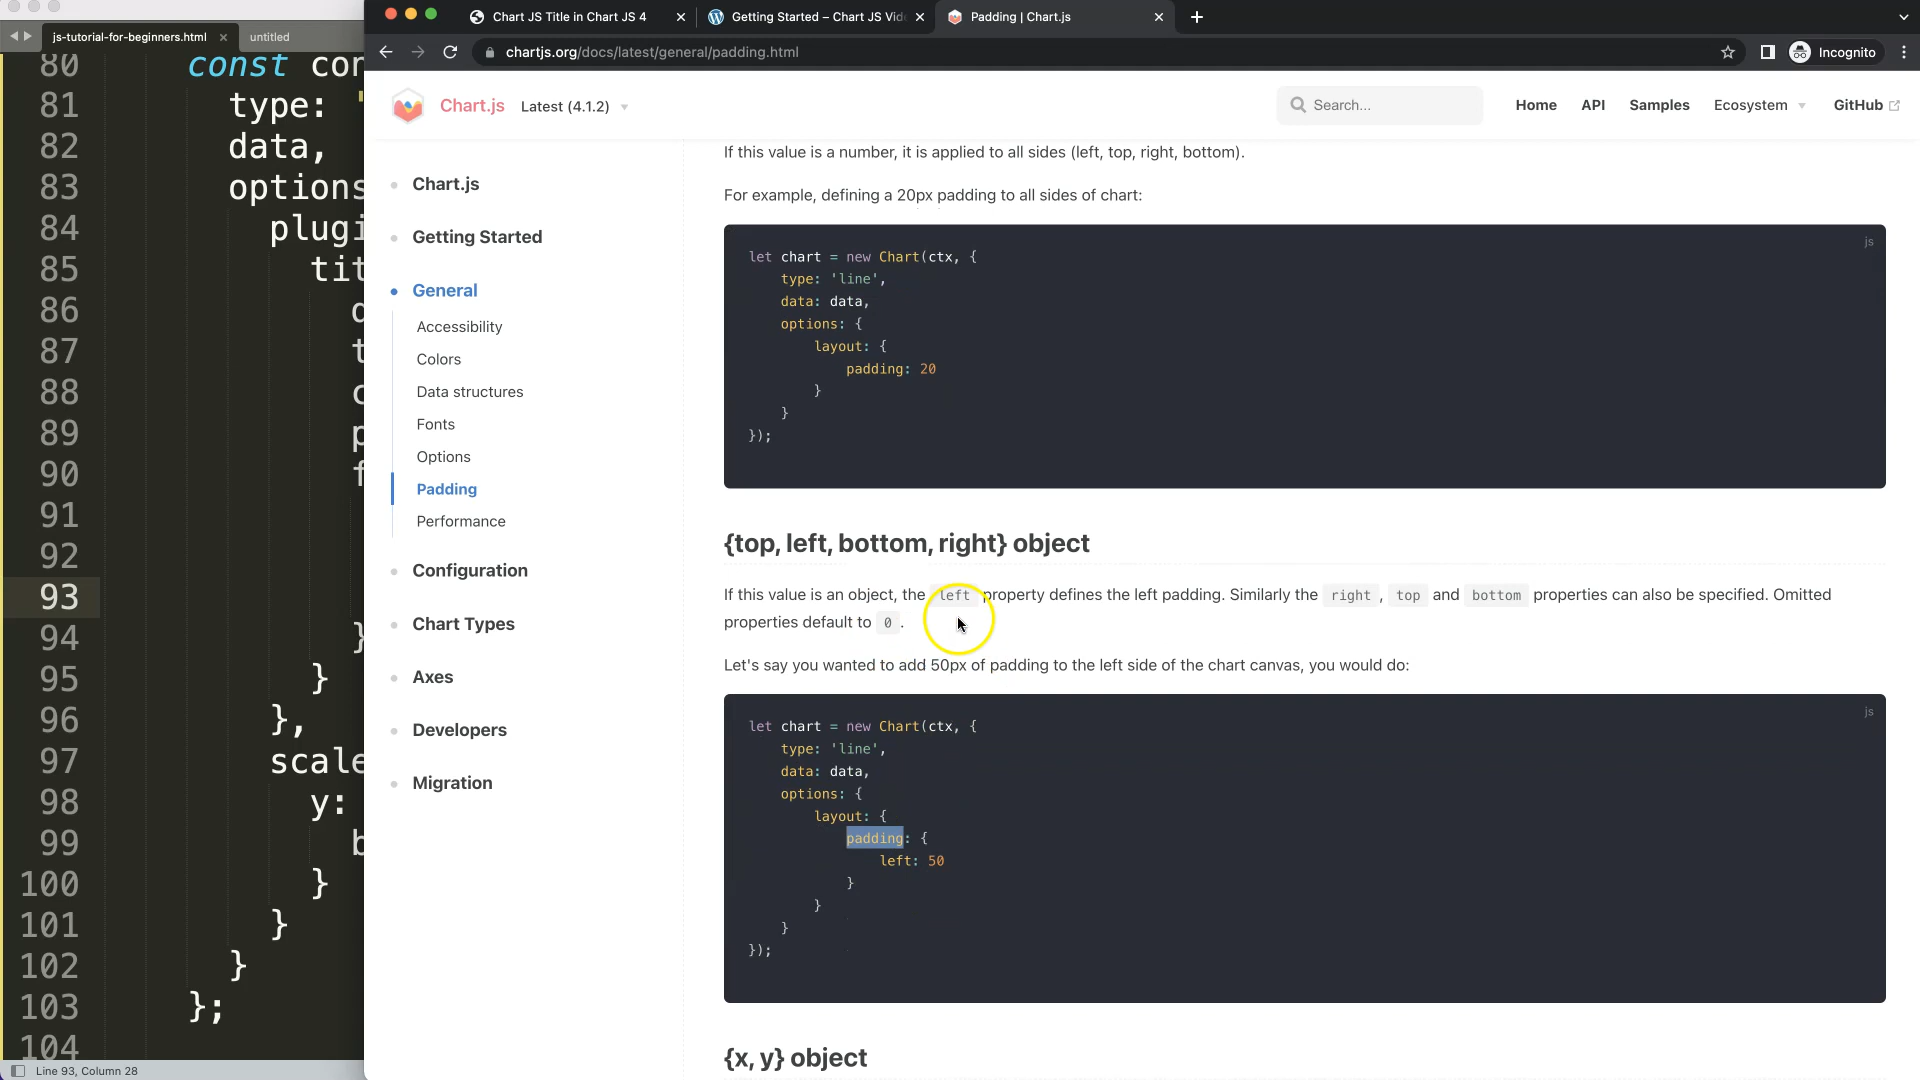 js-tutorial-for-beginners.html
untitled
80 const cor
81 type: '
82 data,
83 options
84 plugi
85 tit
86
87 t
88
89 p
90 f
91
92
93
94 }
95 }
96 },
97 scale
98 y:
99 b
100 }
101 }
102 }
103 };
104
Line 93, Column 28
Chart JS Title in Chart JS 4
Getting Started – Chart JS Vide
Padding | Chart.js
chartjs.org/docs/latest/general/padding.html
Incognito
Chart.js
Latest (4.1.2)
Search...
Home
API
Samples
Ecosystem
GitHub
Chart.js
Getting Started
General
Accessibility
Colors
Data structures
Fonts
Options
Padding
Performance
Configuration
Chart Types
Axes
Developers
Migration
If this value is a number, it is applied to all sides (left, top, right, bottom).
For example, defining a 20px padding to all sides of chart:
js
let chart = new Chart(ctx, {
type: 'line',
data: data,
options: {
layout: {
padding: 20
}
}
});
{top, left, bottom, right} object
If this value is an object, the left property defines the left padding. Similarly the right , top and bottom properties can also be specified. Omitted
properties default to 0 .
Let's say you wanted to add 50px of padding to the left side of the chart canvas, you would do:
js
let chart = new Chart(ctx, {
type: 'line',
data: data,
options: {
layout: {
padding: {
left: 50
}
}
}
});
{x, y} object